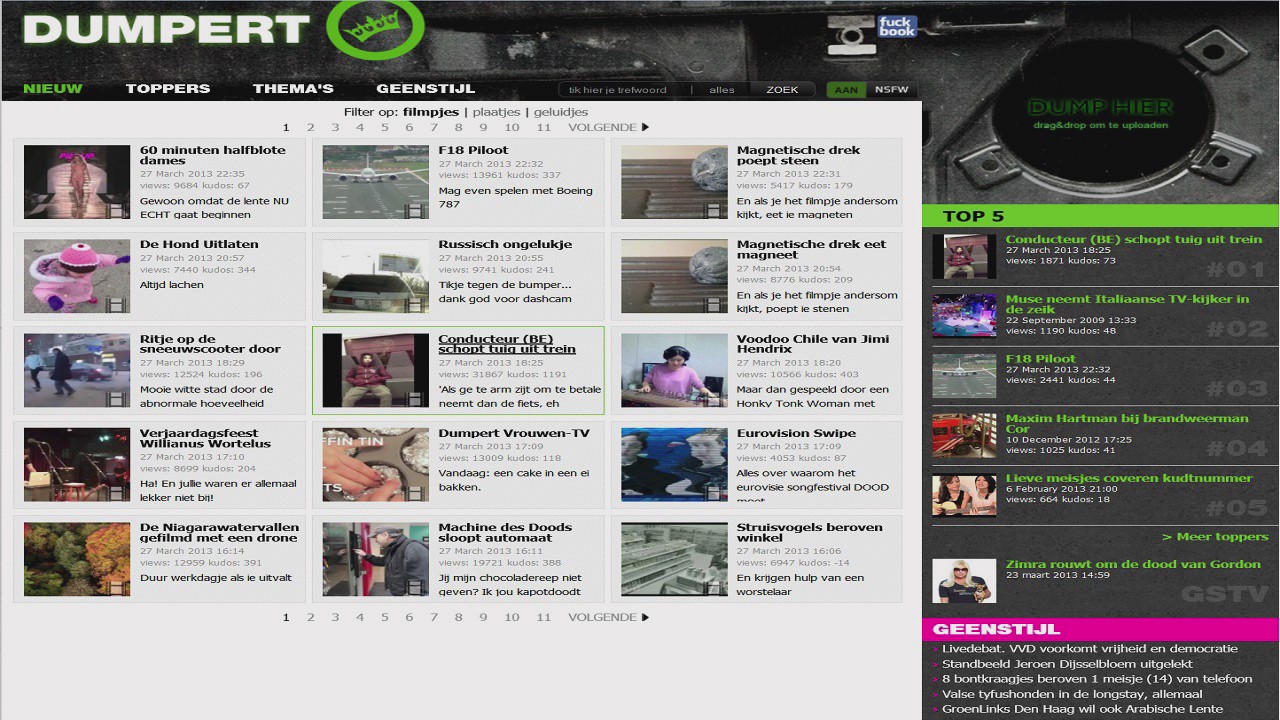 DUMPERT
fuck
book
NIEUW TOPPERS THEMA'S GEENSTIJL
tik hier je trefwoord | alles ZOEK AAN NSFW
DUMP HIER
drag&drop om te uploaden
Filter op: filmpjes | plaatjes | geluidjes
1 2 3 4 5 6 7 8 9 10 11 VOLGENDE
60 minuten halfblote
dames
27 March 2013 22:35
views: 9684 kudos: 67
Gewoon omdat de lente NU
ECHT gaat beginnen
F18 Piloot
27 March 2013 22:32
views: 13961 kudos: 337
Mag even spelen met Boeing
787
Magnetische drek
poept steen
27 March 2013 22:31
views: 5417 kudos: 179
En als je het filmpje andersom
kijkt, eet ie magneten
De Hond Uitlaten
27 March 2013 20:57
views: 7440 kudos: 344
Altijd lachen
Russisch ongelukje
27 March 2013 20:55
views: 9741 kudos: 241
Tikje tegen de bumper...
dank god voor dashcam
Magnetische drek eet
magneet
27 March 2013 20:54
views: 8776 kudos: 209
En als je het filmpje andersom
kijkt, poept ie stenen
Ritje op de
sneeuwscooter door
27 March 2013 18:29
views: 12524 kudos: 196
Mooie witte stad door de
abnormale hoeveelheid
Conducteur (BE)
schopt tuig uit trein
27 March 2013 18:25
views: 31867 kudos: 1191
'Als ge te arm zijt om te betale
neemt dan de fiets, eh
Voodoo Chile van Jimi
Hendrix
27 March 2013 18:20
views: 10566 kudos: 403
Maar dan gespeeld door een
Honky Tonk Woman met
Verjaardagsfeest
Willianus Wortelus
27 March 2013 17:10
views: 8699 kudos: 204
Ha! En jullie waren er allemaal
lekker niet bij!
FFIN TIN
TS
Dumpert Vrouwen-TV
27 March 2013 17:09
views: 13009 kudos: 118
Vandaag: een cake in een ei
bakken.
Eurovision Swipe
27 March 2013 17:09
views: 4053 kudos: 87
Alles over waarom het
eurovisie songfestival DOOD
moet
De Niagarawatervallen
gefilmd met een drone
27 March 2013 16:14
views: 12959 kudos: 391
Duur werkdagje als ie uitvalt
Machine des Doods
sloopt automaat
27 March 2013 16:11
views: 19721 kudos: 388
Jij mijn chocoladereep niet
geven? Ik jou kapotdoodt
Struisvogels beroven
winkel
27 March 2013 16:06
views: 6947 kudos: -14
En krijgen hulp van een
worstelaar
1 2 3 4 5 6 7 8 9 10 11 VOLGENDE
TOP 5
Conducteur (BE) schopt tuig uit trein
27 March 2013 18:25
views: 1871 kudos: 73
#01
Muse neemt Italiaanse TV-kijker in
de zeik
22 September 2009 13:33
views: 1190 kudos: 48
#02
F18 Piloot
27 March 2013 22:32
views: 2441 kudos: 44
#03
Maxim Hartman bij brandweerman
Cor
10 December 2012 17:25
views: 1025 kudos: 41
#04
Lieve meisjes coveren kudtnummer
6 February 2013 21:00
views: 664 kudos: 18
#05
> Meer toppers
Zimra rouwt om de dood van Gordon
23 maart 2013 14:59
GSTV
GEENSTIJL
> Livedebat. VVD voorkomt vrijheid en democratie
> Standbeeld Jeroen Dijsselbloem uitgelekt
> 8 bontkraagjes beroven 1 meisje (14) van telefoon
> Valse tyfushonden in de longstay, allemaal
> GroenLinks Den Haag wil ook Arabische Lente